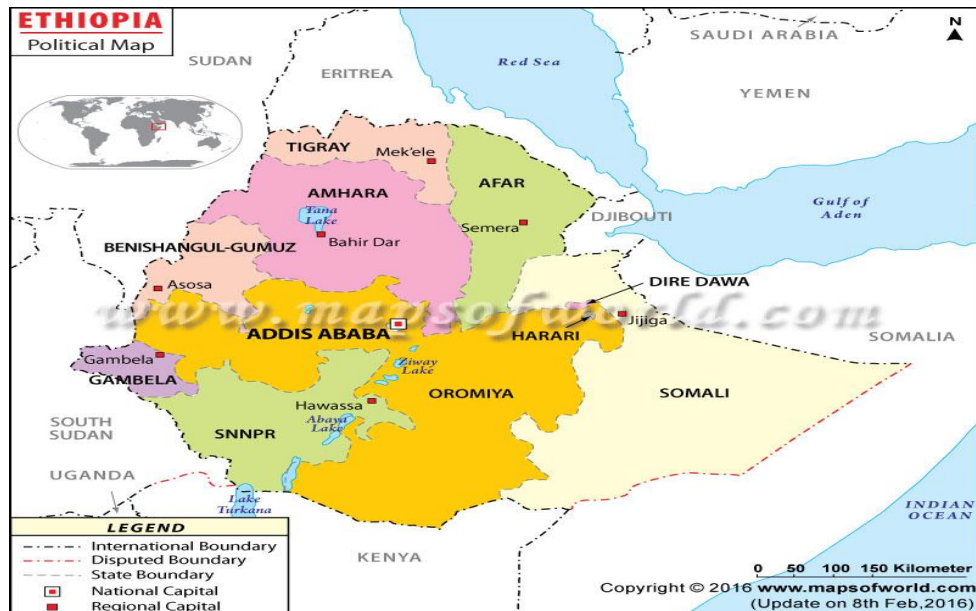 ETHIOPIA
Political Map
N
SAUDI ARABIA
SUDAN
ERITREA
Red Sea
YEMEN
TIGRAY
Mek'ele
AMHARA
AFAR
Tana
Lake
Gulf of
Aden
DJIBOUTI
Semera
Bahir Dar
BENISHANGUL-GUMUZ
Asosa
DIRE DAWA
www.mapsofworld.com
ADDIS ABABA
HARARI
Jijiga
SOMALIA
Gambela
GAMBELA
Ziway
Lake
OROMIYA
SOMALI
Hawassa
Abaya
Lake
SNNPR
SOUTH
SUDAN
UGANDA
Lake
Turkana
KENYA
INDIAN
OCEAN
LEGEND
International Boundary
Disputed Boundary
State Boundary
National Capital
Regional Capital
0 50 100 150 Kilometer
Copyright © 2016 www.mapsofworld.com
(Update on 8th Feb,2016)